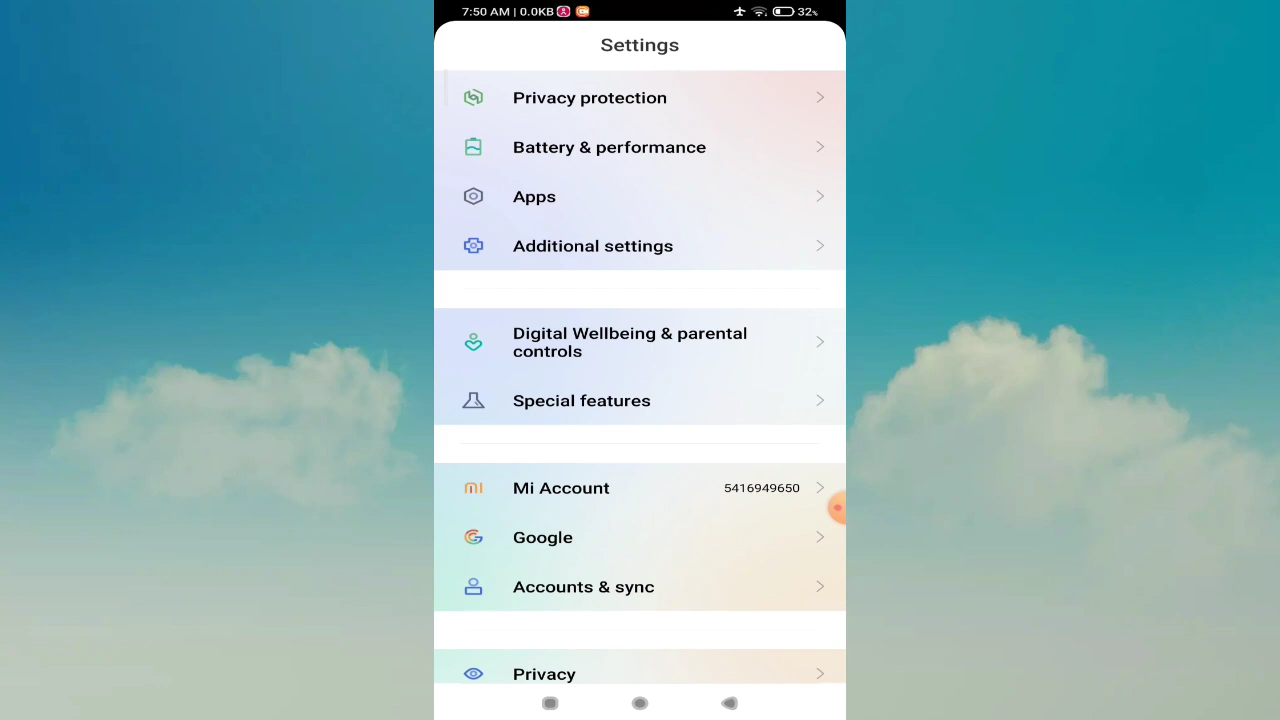 7:50 AM | 0.0KB 32%
Settings
Privacy protection
Battery & performance
Apps
Additional settings
Digital Wellbeing & parental
controls
Special features
Mi Account 5416949650
Google
Accounts & sync
Privacy